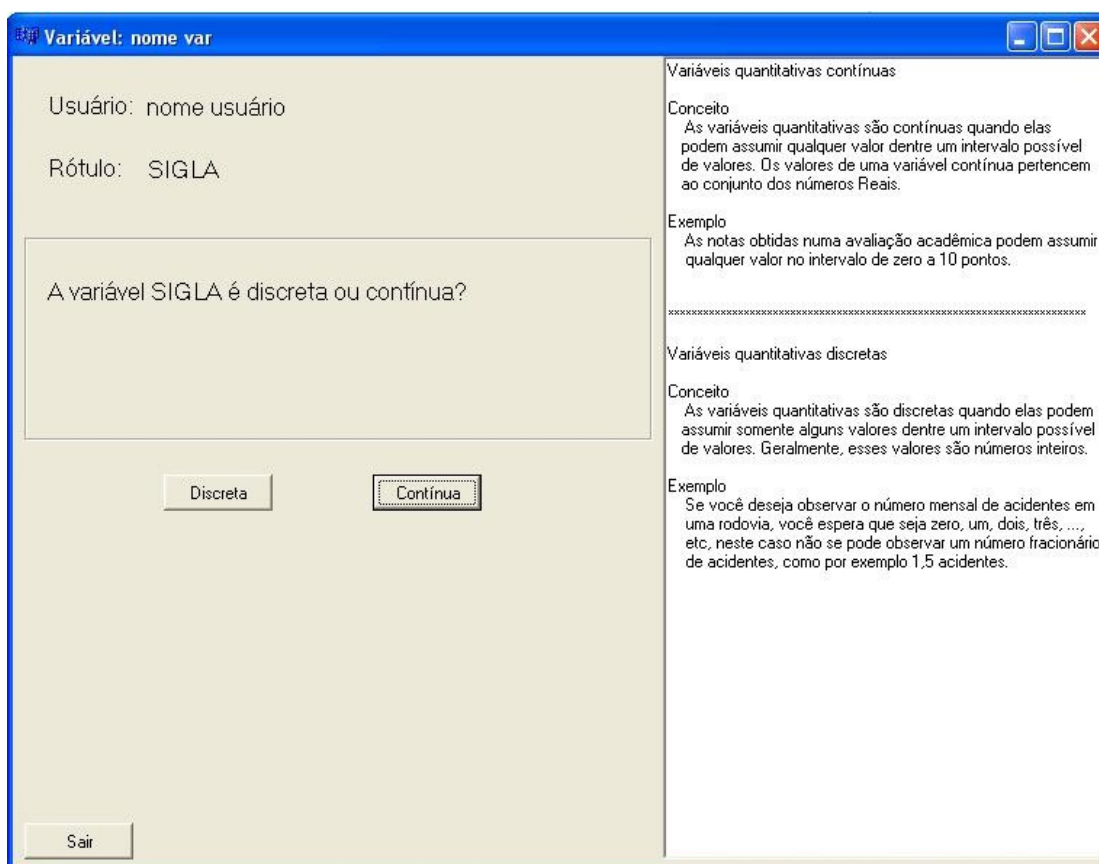 Variável: nome var
Usuário: nome usuário
Rótulo: SIGLA
A variável SIGLA é discreta ou contínua?
Discreta
Contínua
Sair
Variáveis quantitativas contínuas
Conceito
As variáveis quantitativas são contínuas quando elas
podem assumir qualquer valor dentre um intervalo possível
de valores. Os valores de uma variável contínua pertencem
ao conjunto dos números Reais.
Exemplo
As notas obtidas numa avaliação acadêmica podem assumir
qualquer valor no intervalo de zero a 10 pontos.
Variáveis quantitativas discretas
Conceito
As variáveis quantitativas são discretas quando elas podem
assumir somente alguns valores dentre um intervalo possível
de valores. Geralmente, esses valores são números inteiros.
Exemplo
Se você deseja observar o número mensal de acidentes em
uma rodovia, você espera que seja zero, um, dois, três, ...,
etc, neste caso não se pode observar um número fracionário
de acidentes, como por exemplo 1,5 acidentes.